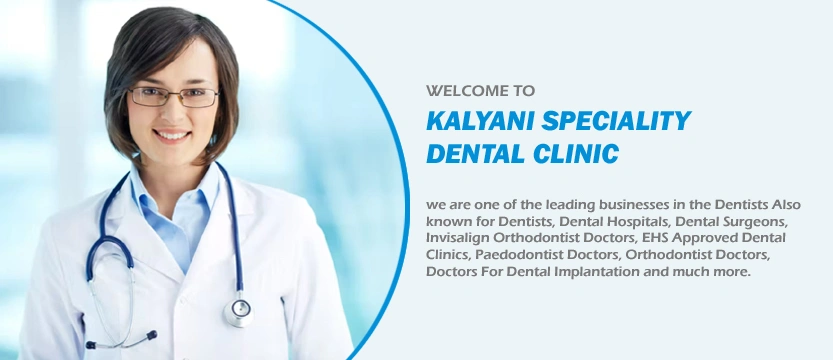 WELCOME TO
KALYANI SPECIALITY
DENTAL CLINIC
we are one of the leading businesses in the Dentists Also
known for Dentists, Dental Hospitals, Dental Surgeons,
Invisalign Orthodontist Doctors, EHS Approved Dental
Clinics, Paedodontist Doctors, Orthodontist Doctors,
Doctors For Dental Implantation and much more.